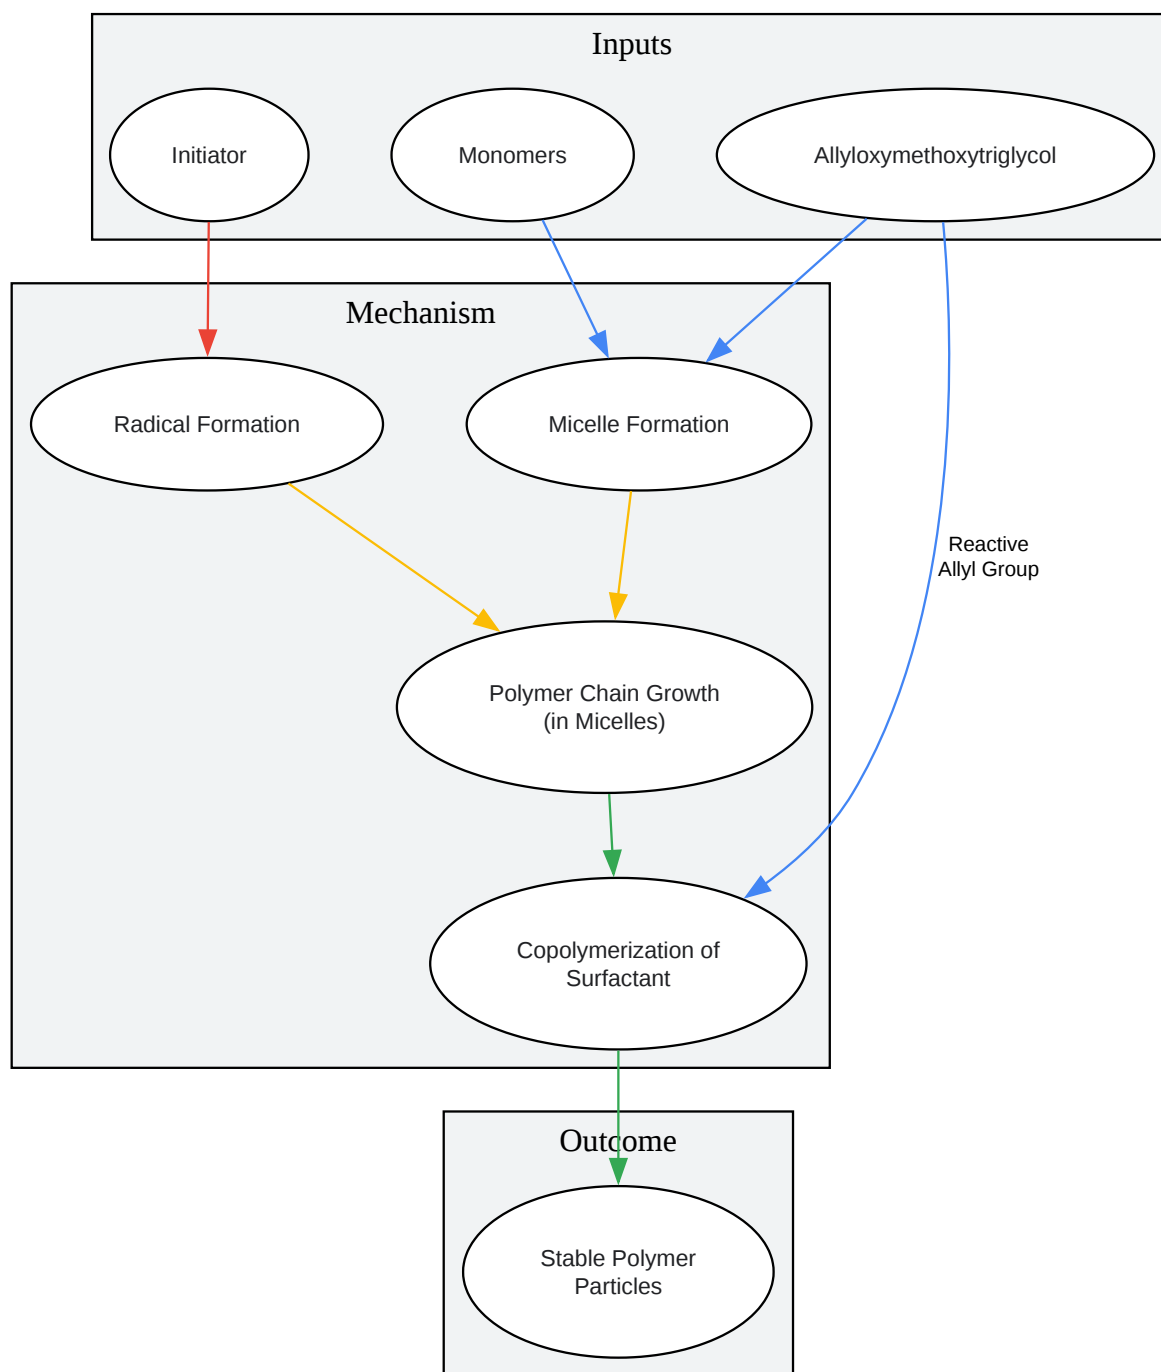 Inputs
Initiator
Monomers
Allyloxymethoxytriglycol
Mechanism
Radical Formation
Micelle Formation
Reactive
Allyl Group
Polymer Chain Growth
(in Micelles)
Copolymerization of
Surfactant
Outcome
Stable Polymer
Particles